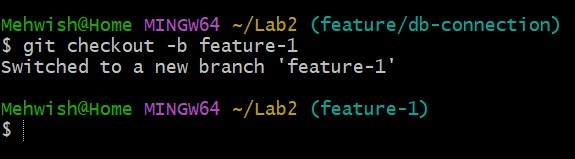 Mehwish@Home MINGW64 ~/Lab2 (feature/db-connection)
$ git checkout -b feature-1
Switched to a new branch 'feature-1'
Mehwish@Home MINGW64 ~/Lab2 (feature-1)
$